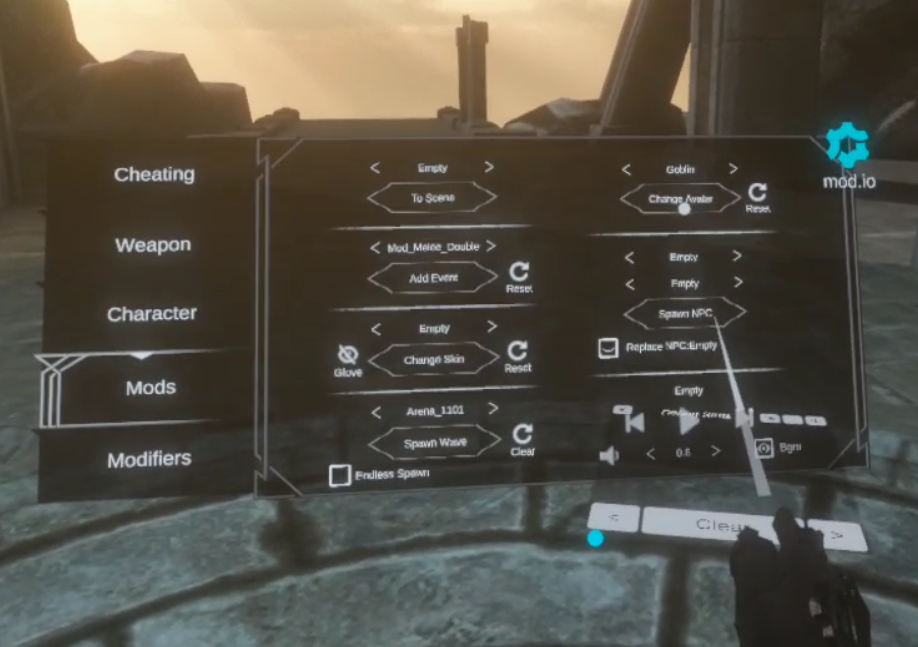 Cheating
Weapon
Character
Mods
Modifiers
< Empty >
To Scene
< Mod_Melee_Double >
Add Event
Reset
< Empty >
Glove
Change Skin
Reset
< Arena_1101 >
Spawn Wave
Clear
Endless Spawn
< Goblin >
Change Avatar
Reset
< Empty >
< Empty >
Spawn NPC
Replace NPC:Empty
Empty
< 0.8 >
Bgm
mod.io
< Clear >